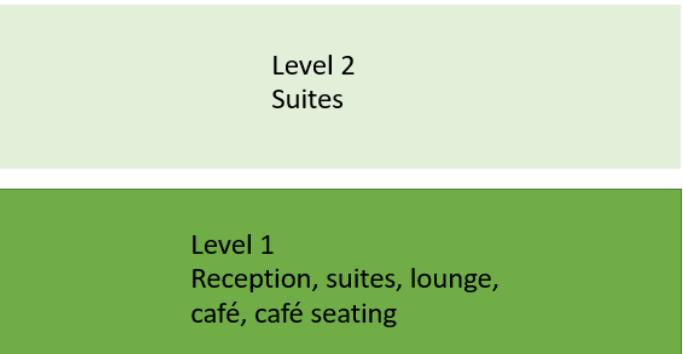 Level 2
Suites
Level 1
Reception, suites, lounge,
café, café seating